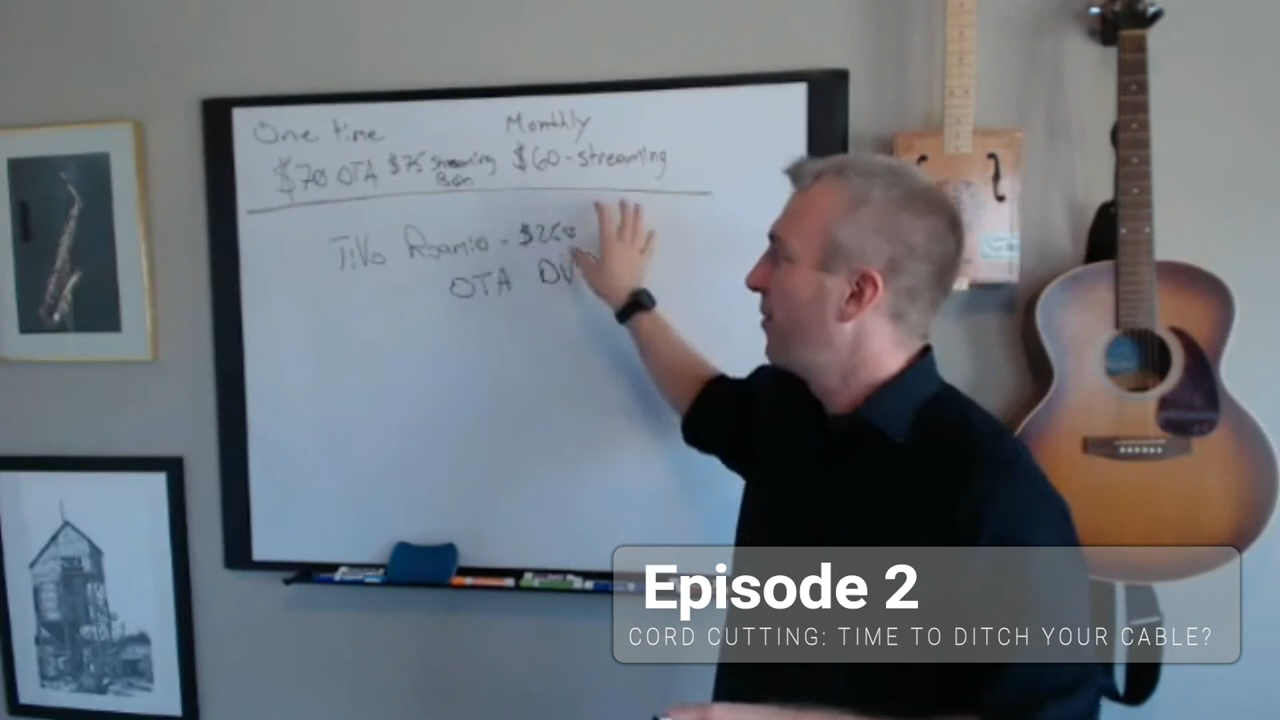 One time Monthly
$70 OTA $75 Streaming Box $60 - streaming
TiVo Roamio - $260
OTA DV
Episode 2
CORD CUTTING: TIME TO DITCH YOUR CABLE?